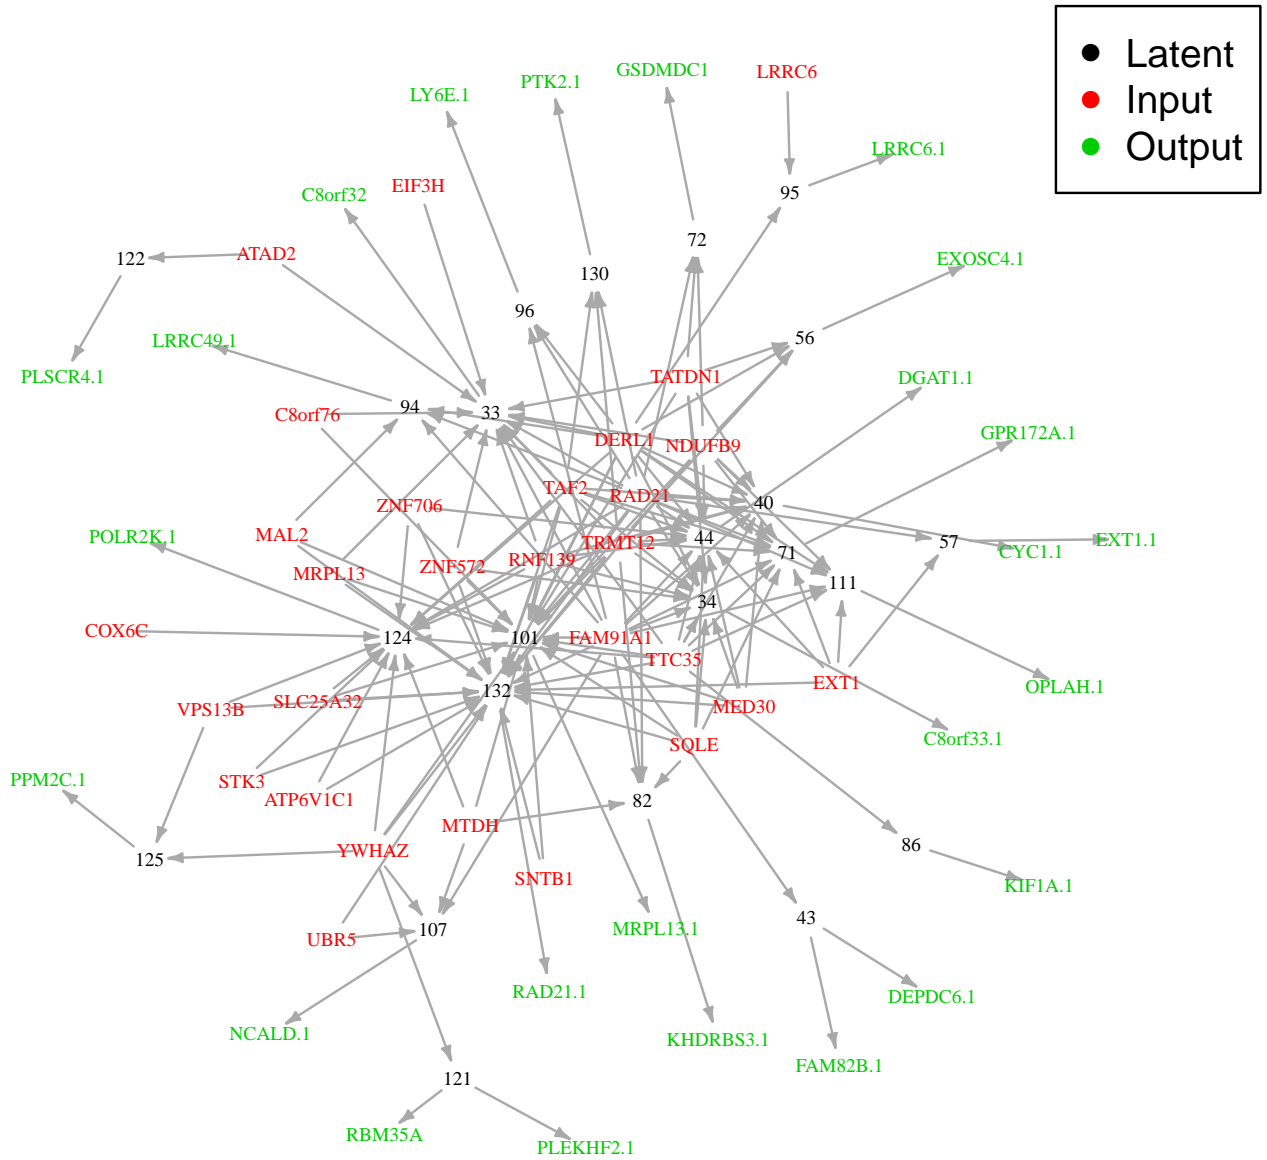 Latent
Input
Output
GSDMDC1
LRRC6
PTK2.1
LY6E.1
LRRC6.1
EIF3H
C8orf32
95
72
ATAD2
122
EXOSC4.1
130
96
56
LRRC49.1
PLSCR4.1
TATDN1
DGAT1.1
C8orf76
94
33
GPR172A.1
DERL1
NDUFB9
TAF2
RAD21
40
ZNF706
POLR2K.1
MAL2
TRMT12
44
57
EXT1.1
CYC1.1
71
RNF139
ZNF572
MRPL13
111
34
COX6C
124
101
FAM91A1
TTC35
EXT1
OPLAH.1
132
SLC25A32
VPS13B
MED30
C8orf33.1
SQLE
PPM2C.1
STK3
ATP6V1C1
82
MTDH
86
YWHAZ
125
SNTB1
KIF1A.1
43
MRPL13.1
107
UBR5
RAD21.1
DEPDC6.1
NCALD.1
KHDRBS3.1
FAM82B.1
121
RBM35A
PLEKHF2.1